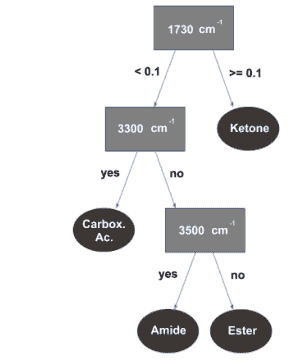 1730 cm⁻¹
< 0.1
>= 0.1
3300 cm⁻¹
Ketone
yes
no
Carbox.
Ac.
3500 cm⁻¹
yes
no
Amide
Ester